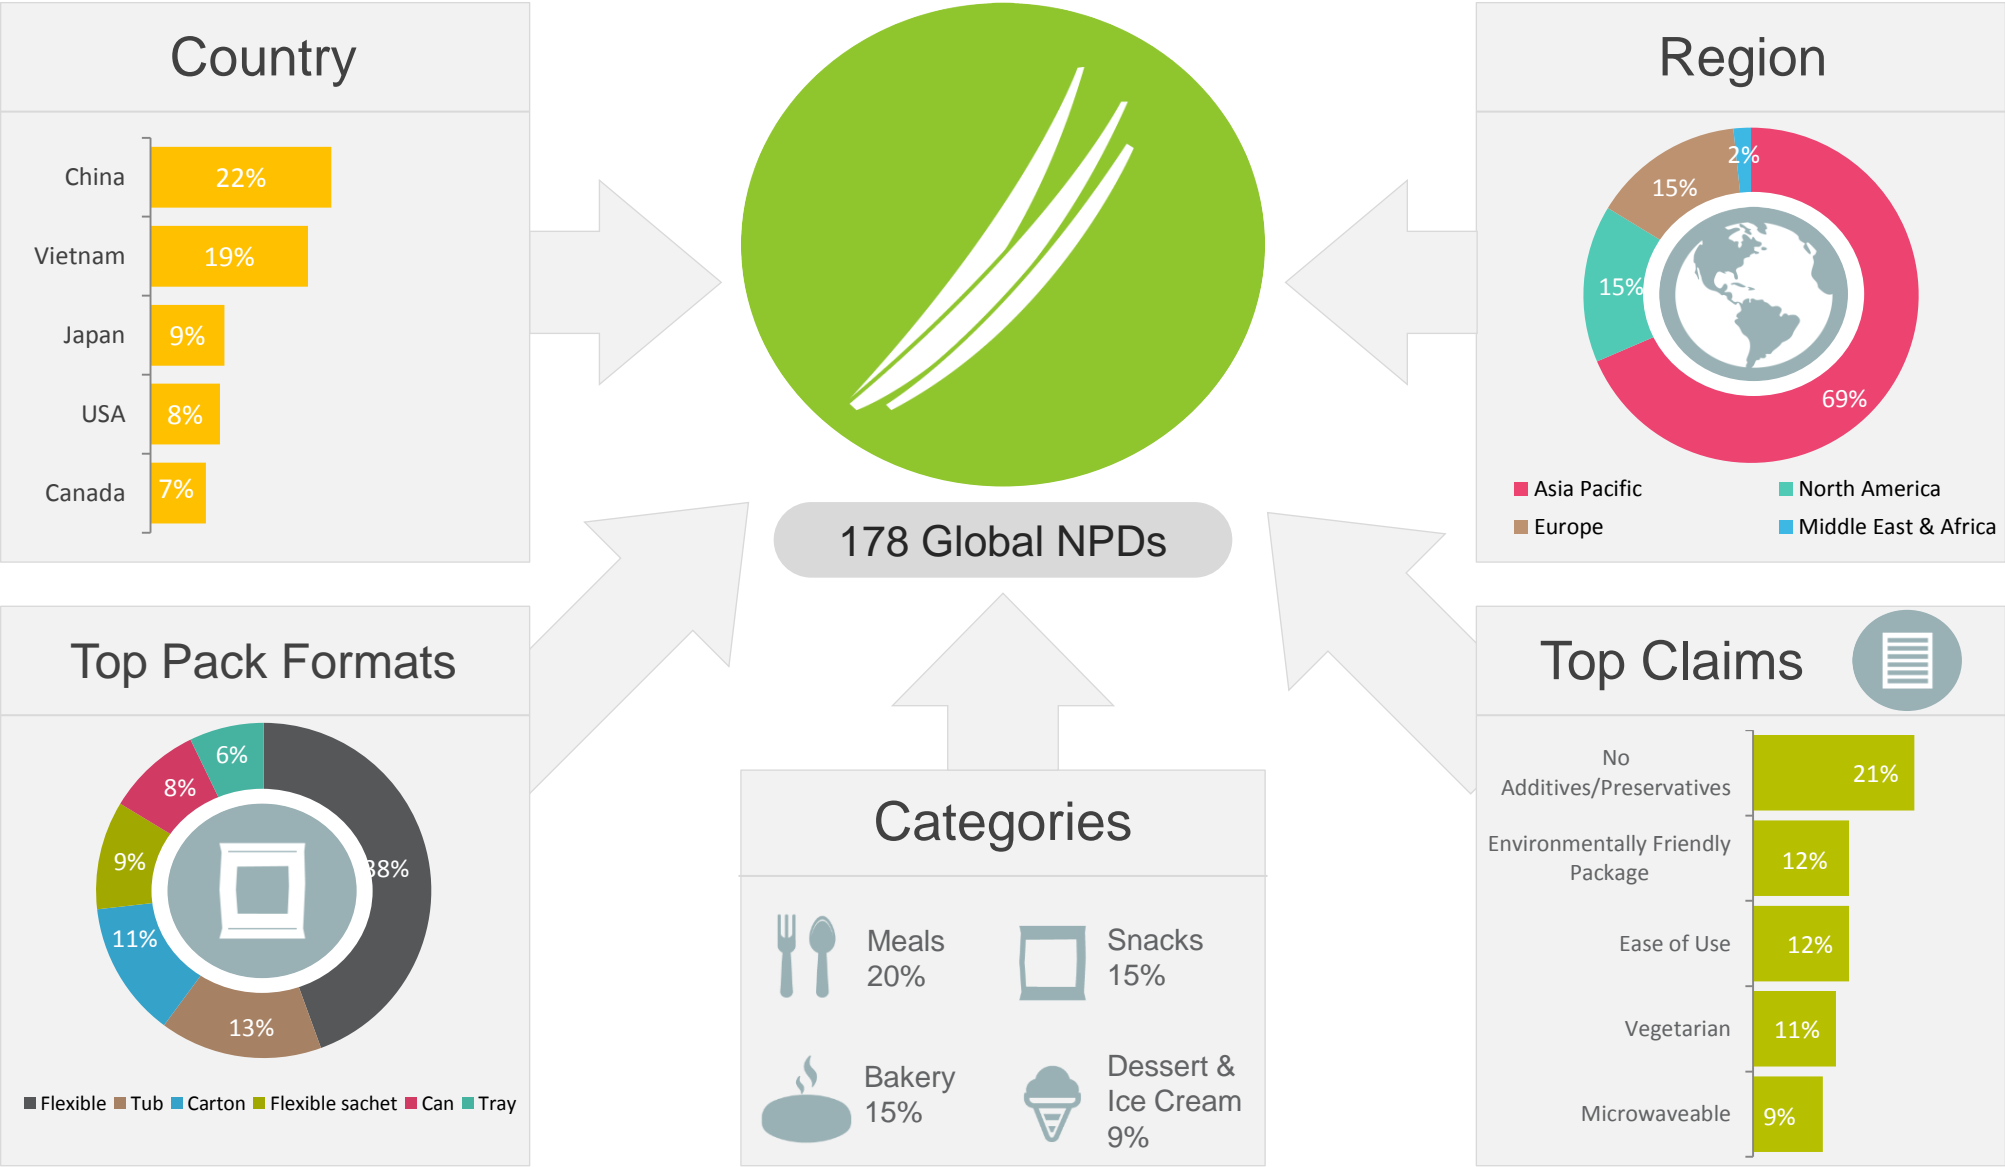 Country
China
22%
Vietnam
19%
Japan
9%
USA
8%
Canada
7%
178 Global NPDs
Region
2%
15%
15%
69%
Asia Pacific
North America
Europe
Middle East & Africa
Top Pack Formats
6%
8%
9%
38%
11%
13%
Flexible Tub Carton Flexible sachet Can Tray
Categories
Meals
20%
Snacks
15%
Bakery
15%
Dessert &
Ice Cream
9%
Top Claims
No
Additives/Preservatives
21%
Environmentally Friendly
Package
12%
Ease of Use
12%
Vegetarian
11%
Microwaveable
9%